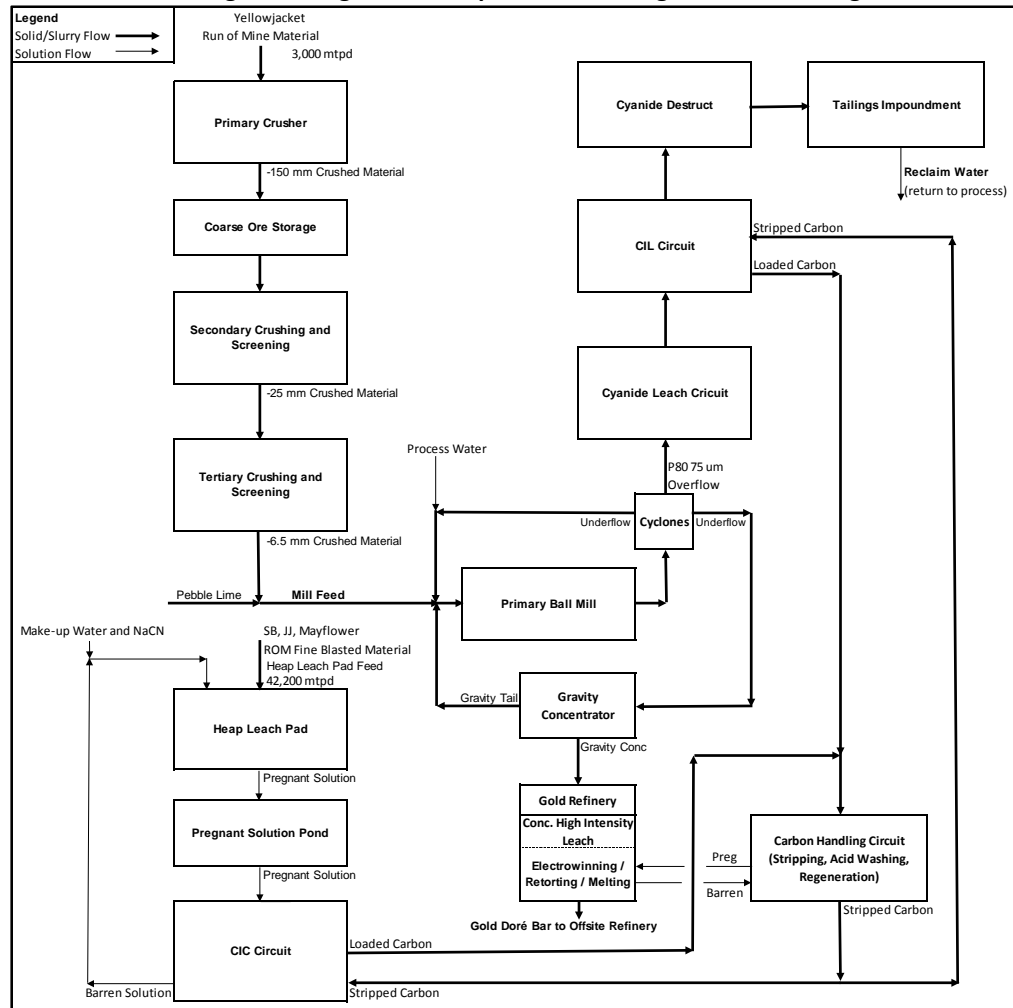 Legend
Solid/Slurry Flow
Solution Flow
Yellowjacket
Run of Mine Material
3,000 mtpd
Primary Crusher
-150 mm Crushed Material
Coarse Ore Storage
Secondary Crushing and
Screening
-25 mm Crushed Material
Tertiary Crushing and
Screening
-6.5 mm Crushed Material
Pebble Lime
Mill Feed
Process Water
Primary Ball Mill
Underflow
Cyclones
Underflow
P80 75 um
Overflow
Cyanide Leach Cricuit
CIL Circuit
Stripped Carbon
Loaded Carbon
Cyanide Destruct
Tailings Impoundment
Reclaim Water
(return to process)
Make-up Water and NaCN
SB, JJ, Mayflower
ROM Fine Blasted Material
Heap Leach Pad Feed
42,200 mtpd
Heap Leach Pad
Pregnant Solution
Pregnant Solution Pond
Pregnant Solution
CIC Circuit
Barren Solution
Loaded Carbon
Stripped Carbon
Gravity Tail
Gravity
Concentrator
Gravity Conc
Gold Refinery
Conc. High Intensity
Leach
Electrowinning /
Retorting / Melting
Gold Doré Bar to Offsite Refinery
Preg
Barren
Carbon Handling Circuit
(Stripping, Acid Washing,
Regeneration)
Stripped Carbon